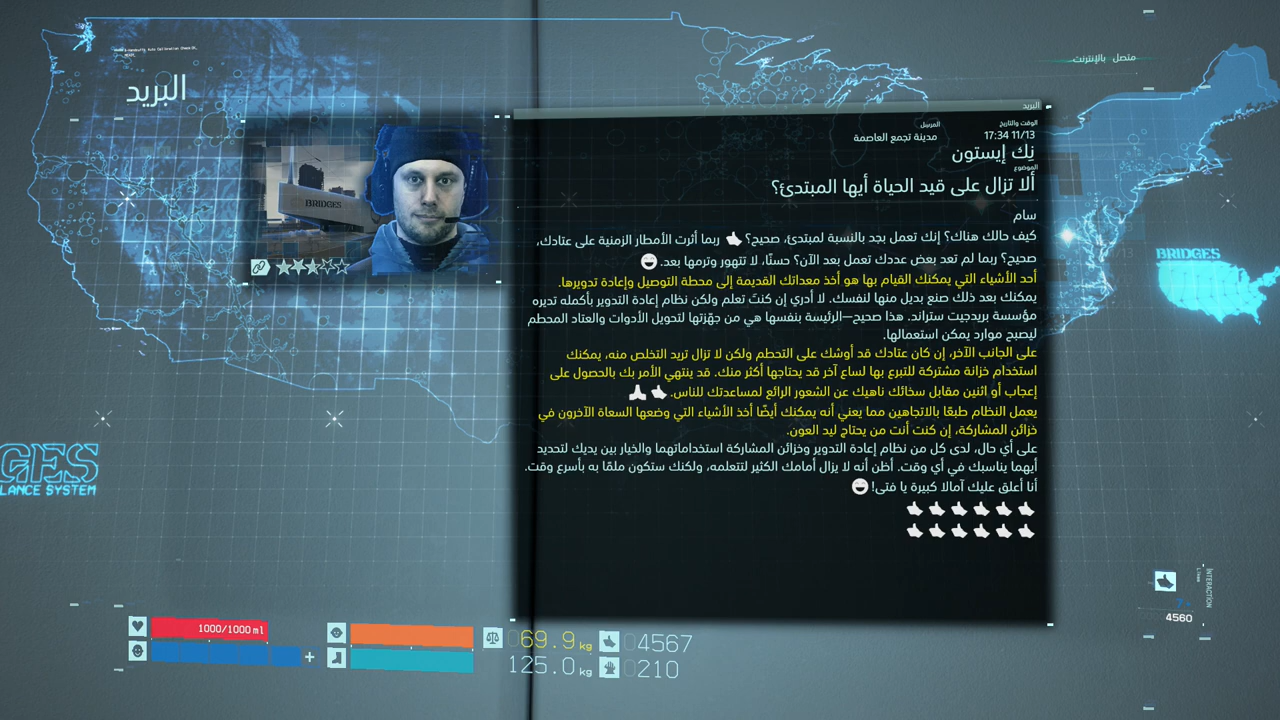 البريد
متصل بالإنترنت
البريد
الوقت والتاريخ
17:34 11/13
المرسل
مدينة تجمع العاصمة
نِك إيستون
الموضوع
ألا تزال على قيد الحياة أيها المبتدئ؟
سام
كيف حالك هناك؟ إنك تعمل بجد بالنسبة لمبتدئ، صحيح؟ ربما أثرت الأمطار الزمنية على عتادك،
صحيح؟ ربما لم تعد بعض عددك تعمل بعد الآن؟ حسنًا، لا تتهور وترمها بعد.
أحد الأشياء التي يمكنك القيام بها هو أخذ معداتك القديمة إلى محطة التوصيل وإعادة تدويرها.
يمكنك بعد ذلك صنع بديل منها لنفسك. لا أدري إن كنتَ تعلم ولكن نظام إعادة التدوير بأكمله تديره
مؤسسة بريدجيت ستراند. هذا صحيح—الرئيسة بنفسها هي من جهّزتها لتحويل الأدوات والعتاد المحطم
ليصبح موارد يمكن استعمالها.
على الجانب الآخر، إن كان عتادك قد أوشك على التحطم ولكن لا تزال تريد التخلص منه، يمكنك
استخدام خزانة مشتركة للتبرع بها لساع آخر قد يحتاجها أكثر منك. قد ينتهي الأمر بك بالحصول على
إعجاب أو اثنين مقابل سخائك ناهيك عن الشعور الرائع لمساعدتك للناس.
يعمل النظام طبعًا بالاتجاهين مما يعني أنه يمكنك أيضًا أخذ الأشياء التي وضعها السعاة الآخرون في
خزائن المشاركة، إن كنت أنت من يحتاج ليد العون.
على أي حال، لدى كل من نظام إعادة التدوير وخزائن المشاركة استخداماتهما والخيار بين يديك لتحديد
أيهما يناسبك في أي وقت. أظن أنه لا يزال أمامك الكثير لتتعلمه، ولكنك ستكون ملمًا به بأسرع وقت.
أنا أعلق عليك آمالا كبيرة يا فتى!
BRIDGES
BRIDGES
GES
LANCE SYSTEM
INTERACTION
4560
1000/1000 ml
069.9 kg
125.0 kg
04567
0210